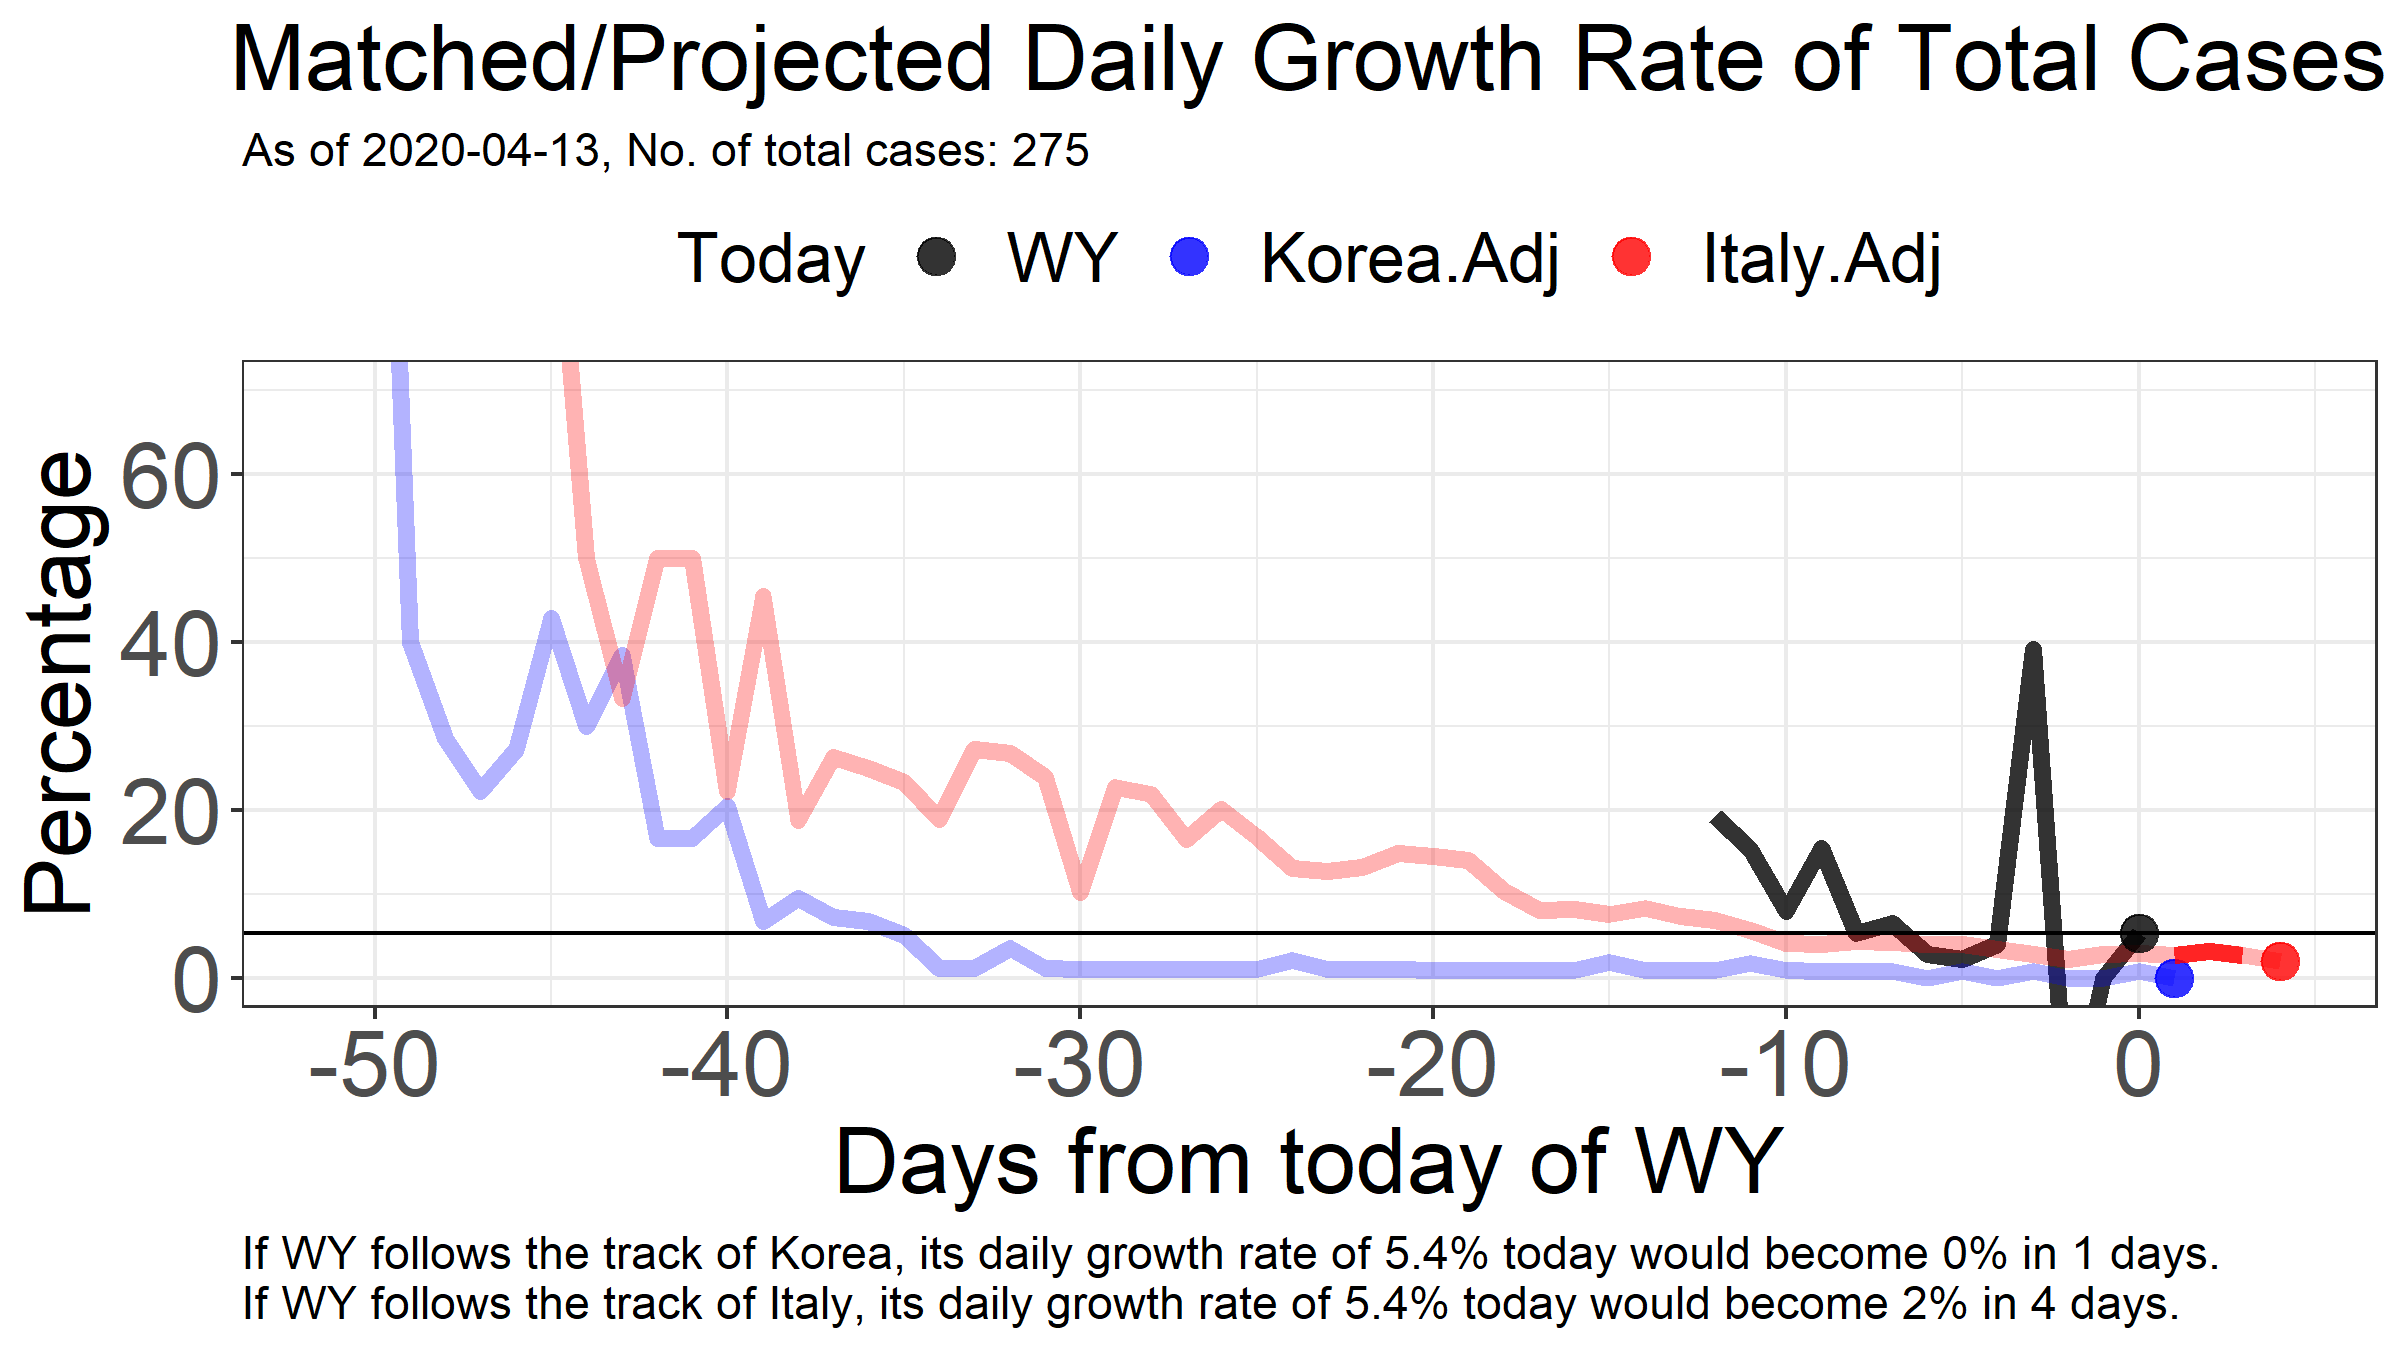 Matched/Projected Daily Growth Rate of Total Cases
As of 2020-04-13, No. of total cases: 275
Today WY Korea.Adj Italy.Adj
Percentage
60
40
20
0
-50 -40 -30 -20 -10 0
Days from today of WY
If WY follows the track of Korea, its daily growth rate of 5.4% today would become 0% in 1 days.
If WY follows the track of Italy, its daily growth rate of 5.4% today would become 2% in 4 days.